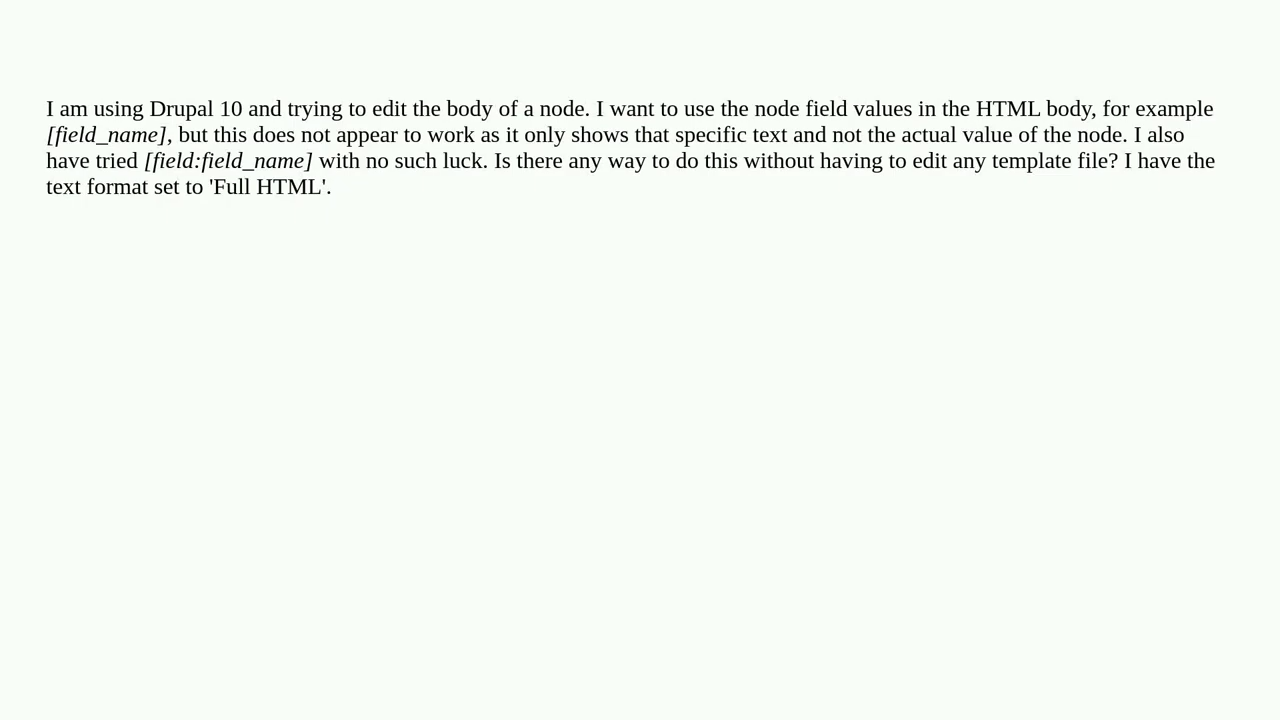 I am using Drupal 10 and trying to edit the body of a node. I want to use the node field values in the HTML body, for example
[field_name], but this does not appear to work as it only shows that specific text and not the actual value of the node. I also
have tried [field:field_name] with no such luck. Is there any way to do this without having to edit any template file? I have the
text format set to 'Full HTML'.